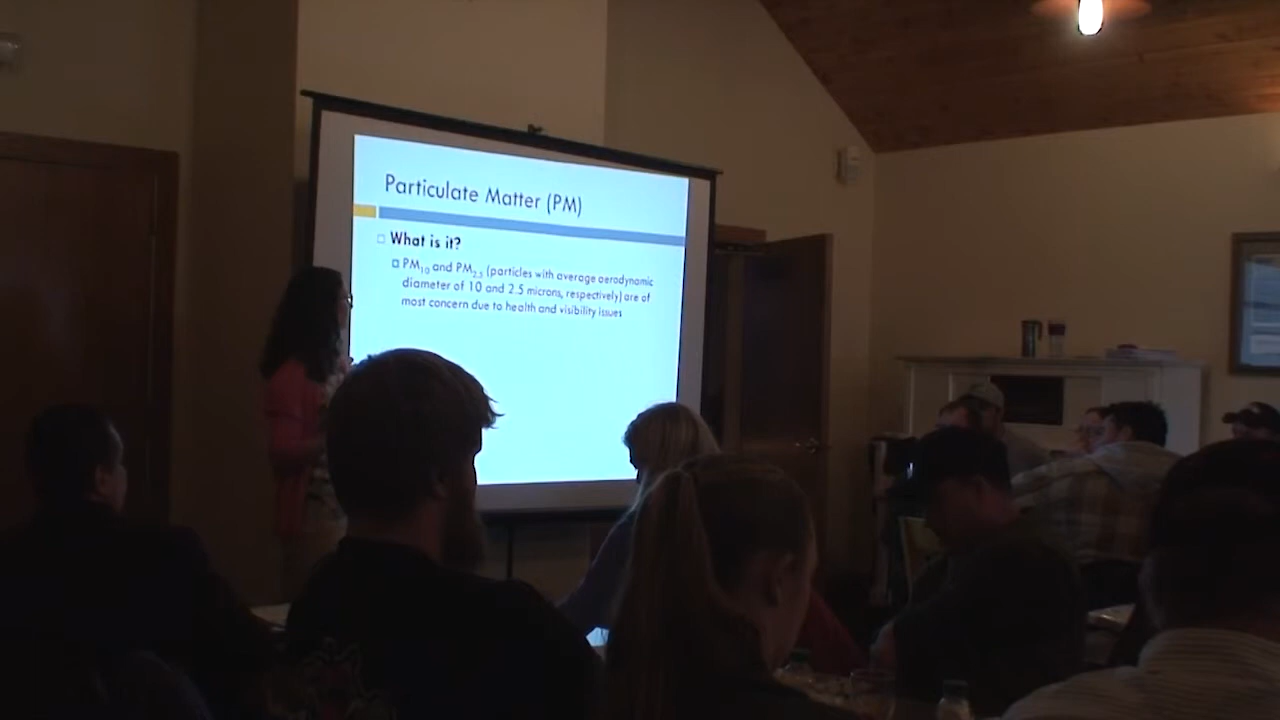 Particulate Matter (PM)
What is it?
PM10 and PM2.5 (particles with average aerodynamic
diameter of 10 and 2.5 microns, respectively) are of
most concern due to health and visibility issues